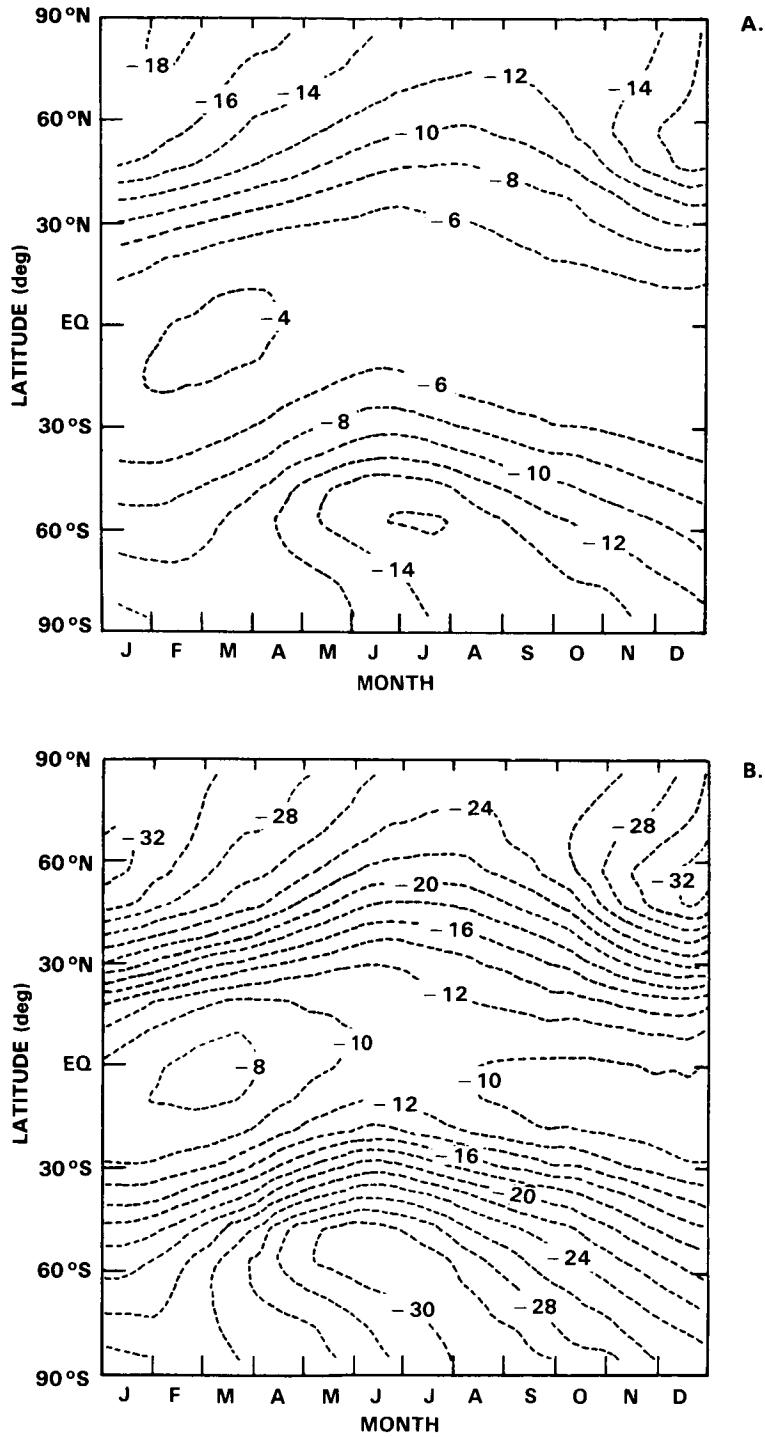 A.
90°N
60°N
30°N
EQ
30°S
60°S
90°S
LATITUDE (deg)
-18
-16
-14
-12
-14
-10
-8
-6
-4
-6
-8
-10
-12
-14
J F M A M J J A S O N D
MONTH
B.
90°N
60°N
30°N
EQ
30°S
60°S
90°S
LATITUDE (deg)
-32
-28
-24
-28
-20
-32
-16
-12
-10
-8
-10
-12
-16
-20
-24
-30
-28
J F M A M J J A S O N D
MONTH